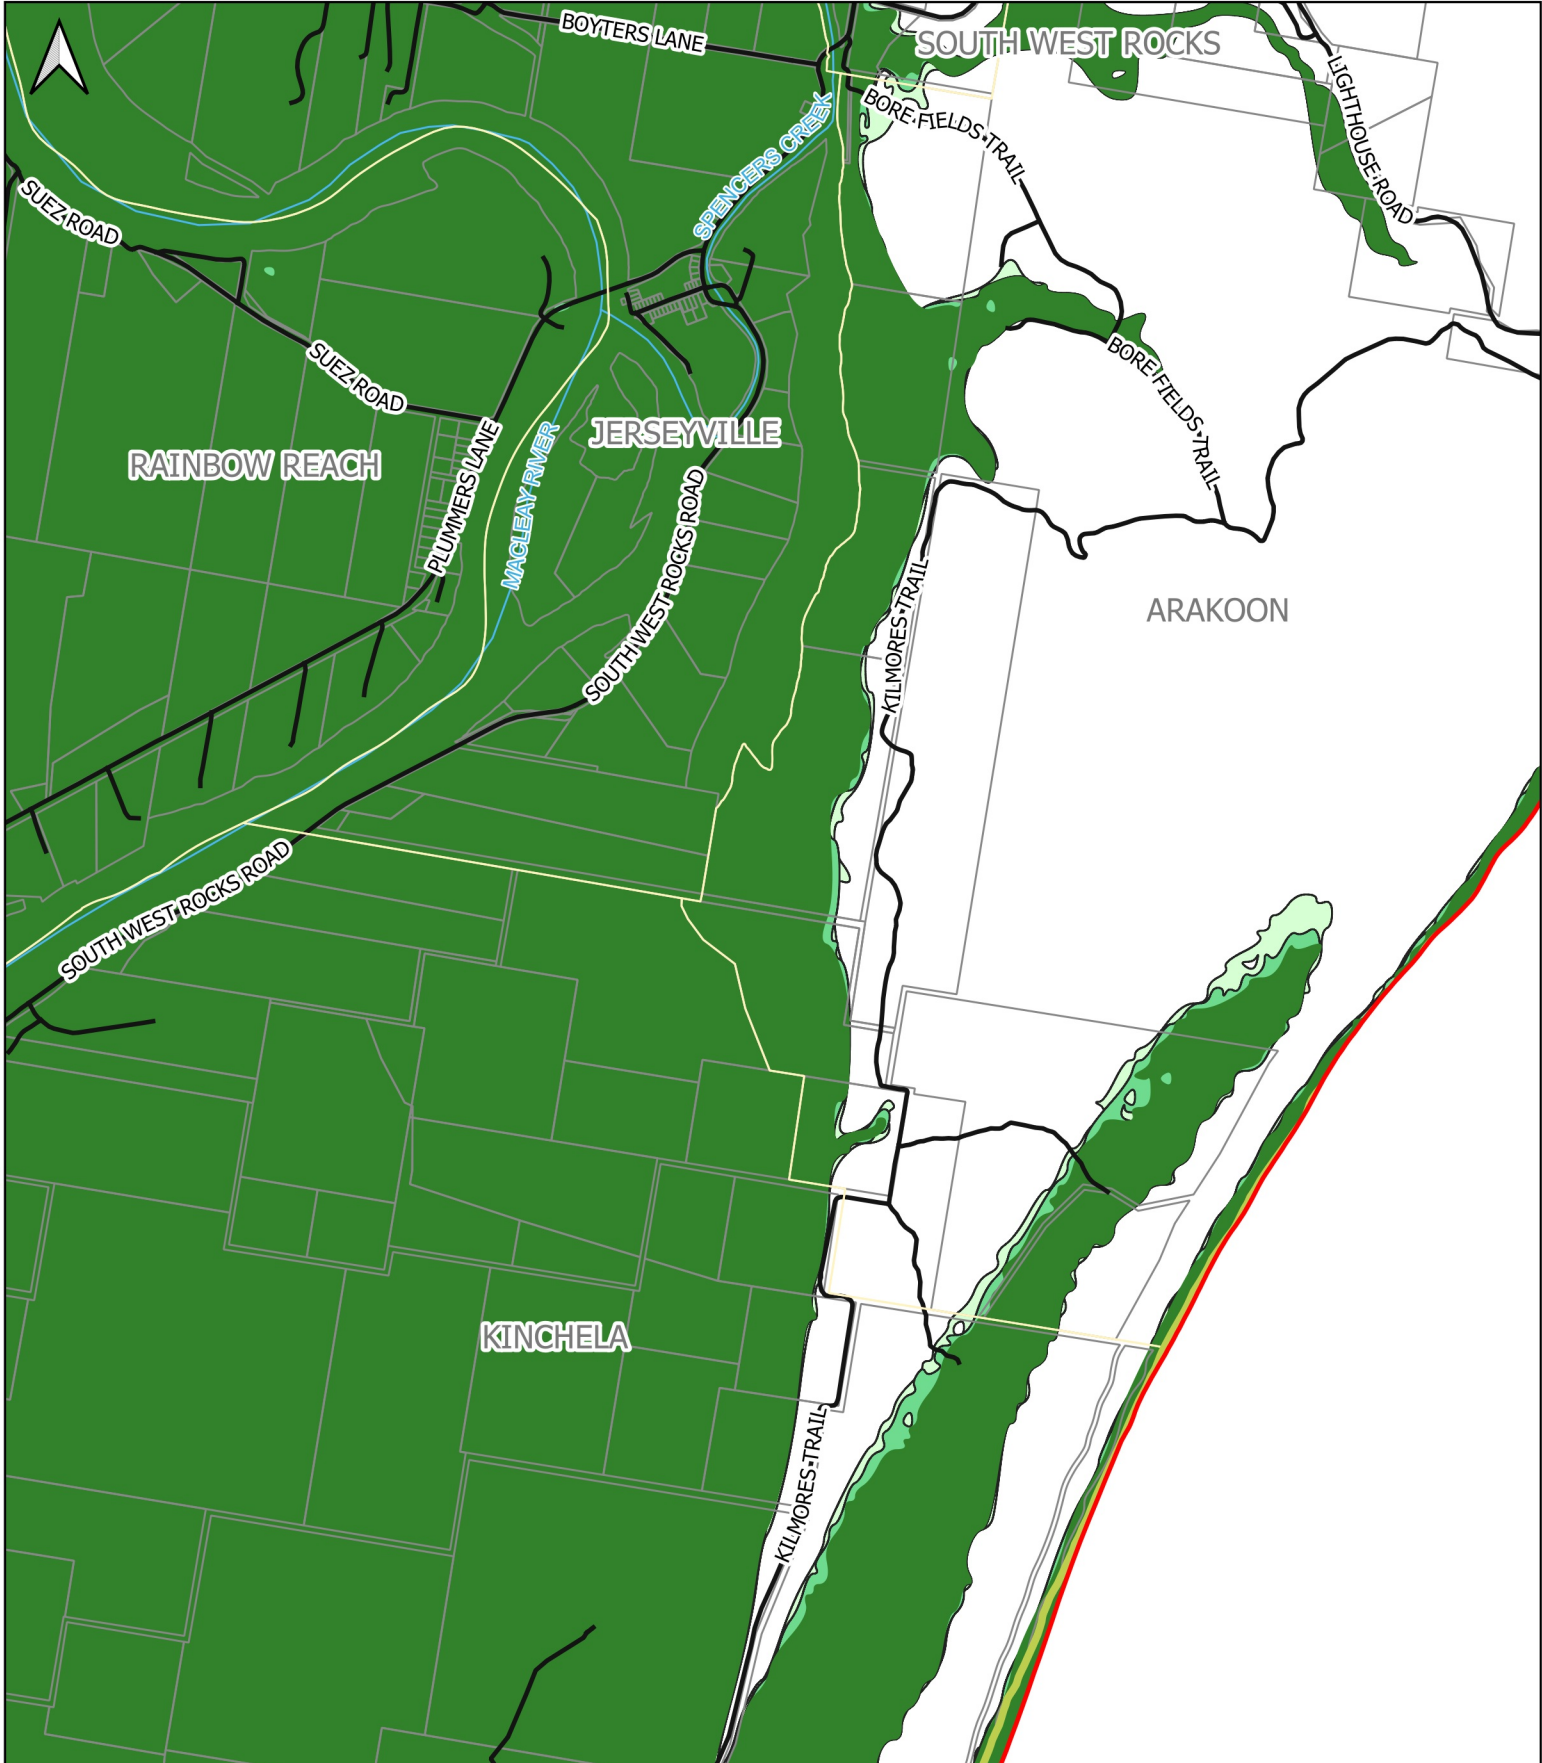 BOYTERS LANE
SOUTH WEST ROCKS
LIGHTHOUSE ROAD
BORE FIELDS TRAIL
SPENCERS CREEK
SUEZ ROAD
SUEZ ROAD
BORE FIELDS TRAIL
JERSEYVILLE
RAINBOW REACH
PLUMMERS LANE
MACLEAY RIVER
SOUTH WEST ROCKS ROAD
KILMORES TRAIL
ARAKOON
SOUTH WEST ROCKS ROAD
KINCHELA
KILMORES TRAIL